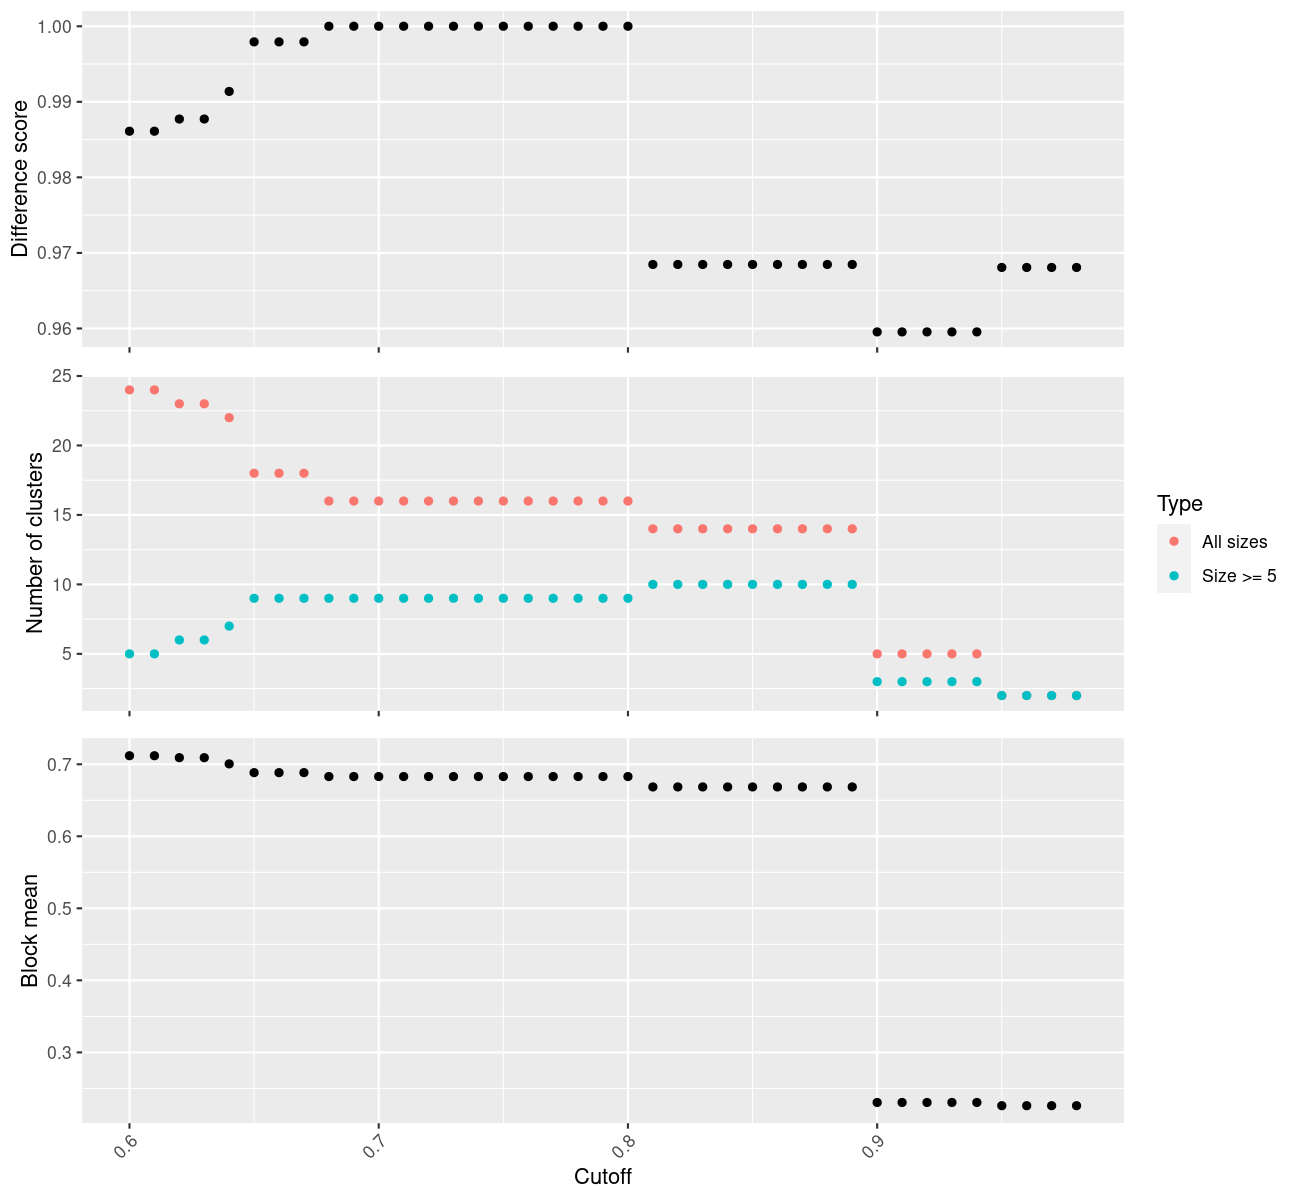 Difference score
1.00
0.99
0.98
0.97
0.96
Number of clusters
25
20
15
10
5
Type
All sizes
Size >= 5
Block mean
0.7
0.6
0.5
0.4
0.3
0.6 0.7 0.8 0.9
Cutoff